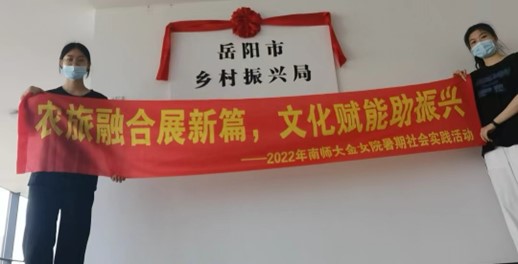 岳阳市
乡村振兴局
农旅融合展新篇，文化赋能助振兴
——2022年南师大金女院暑期社会实践活动